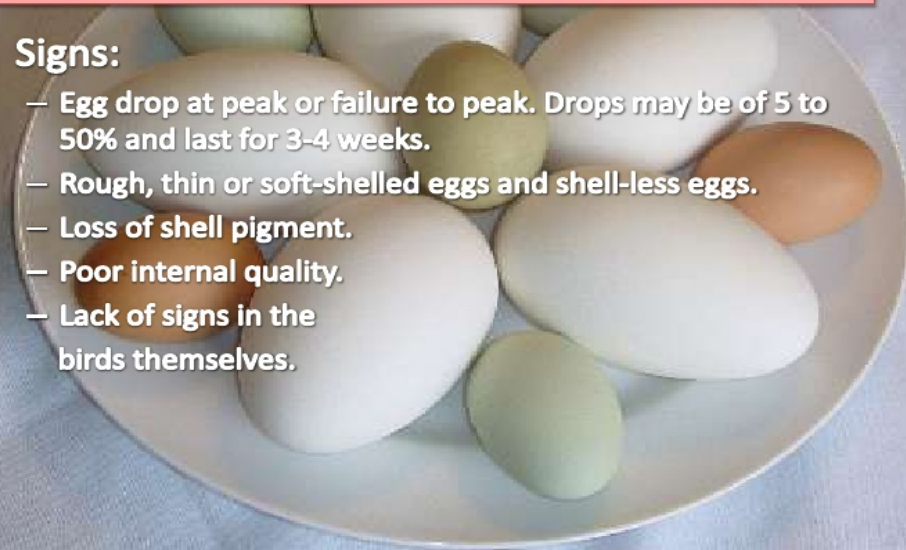 Signs:
– Egg drop at peak or failure to peak. Drops may be of 5 to
50% and last for 3-4 weeks.
– Rough, thin or soft-shelled eggs and shell-less eggs.
– Loss of shell pigment.
– Poor internal quality.
– Lack of signs in the
birds themselves.